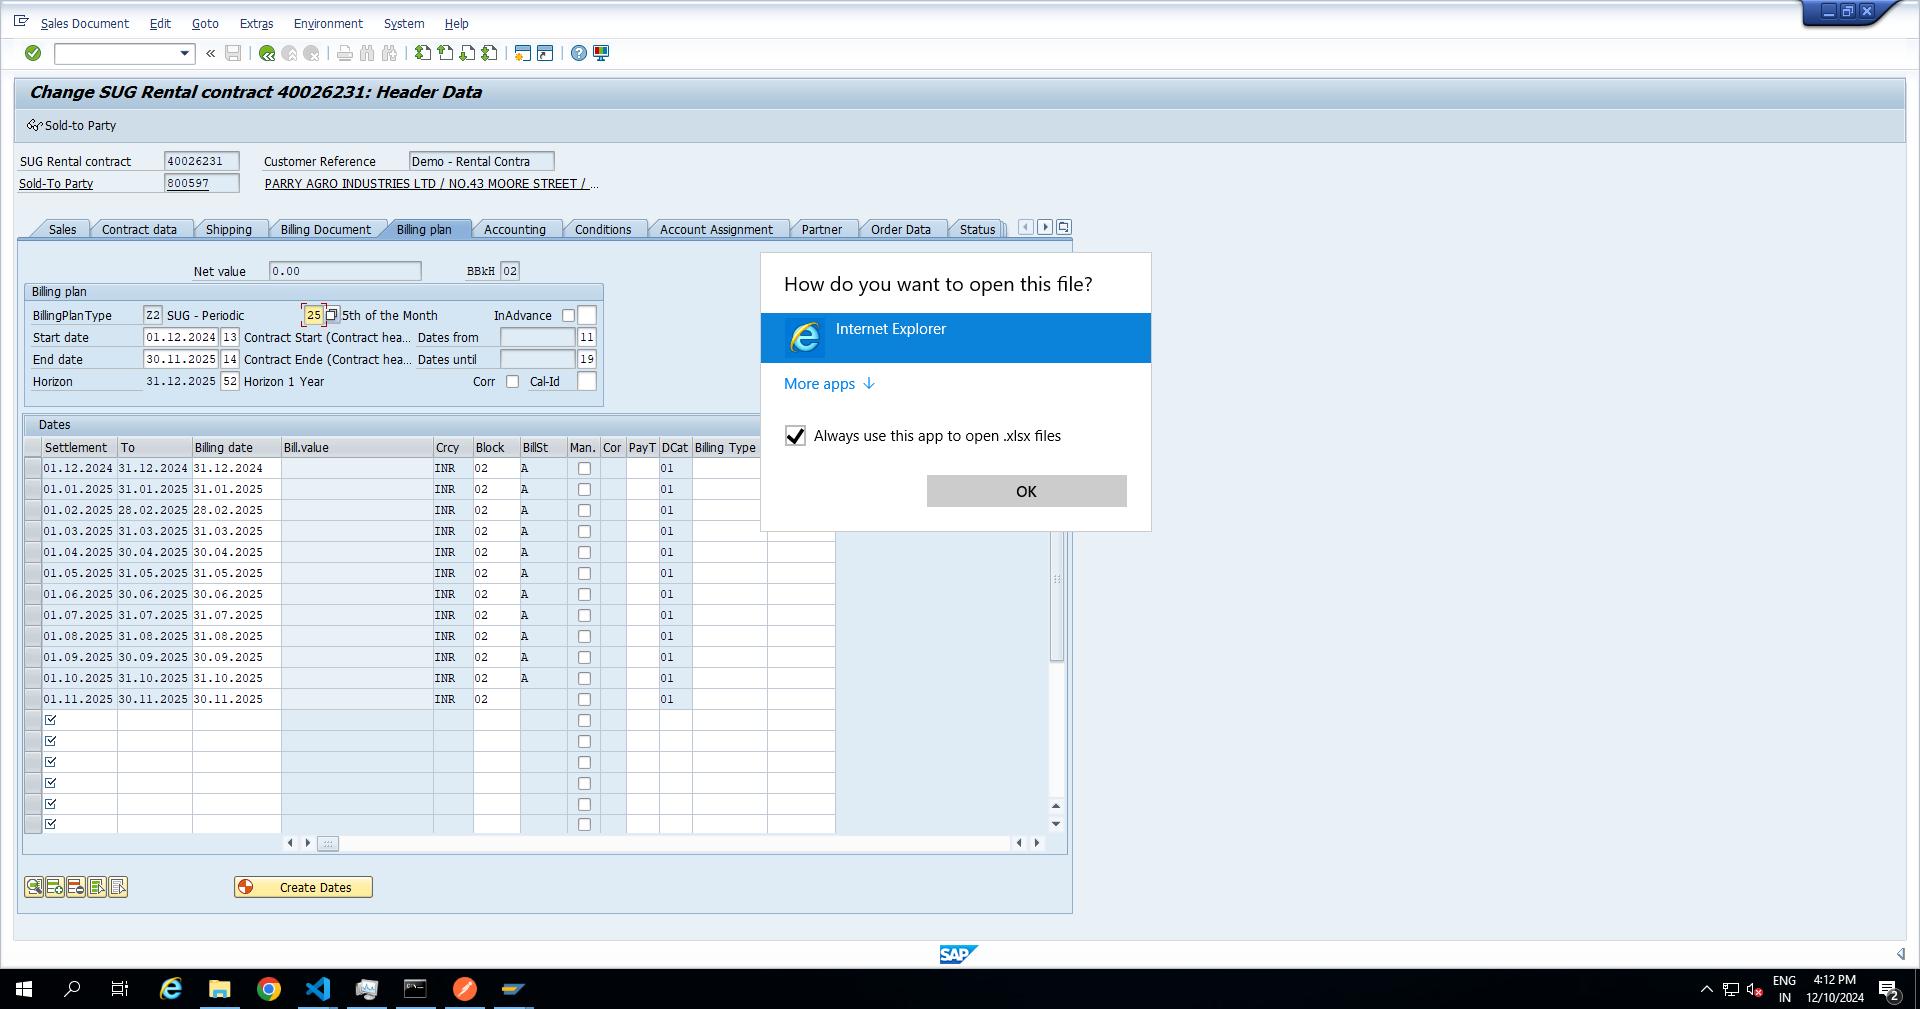 Sales Document Edit Goto Extras Environment System Help
Change SUG Rental contract 40026231: Header Data
Sold-to Party
SUG Rental contract 40026231 Customer Reference Demo - Rental Contra
Sold-To Party 800597 PARRY AGRO INDUSTRIES LTD / NO.43 MOORE STREET / ...
Sales Contract data Shipping Billing Document Billing plan Accounting Conditions Account Assignment Partner Order Data Status
Net value 0.00 BBkH 02
Billing plan
BillingPlanType Z2 SUG - Periodic 25 5th of the Month InAdvance
Start date 01.12.2024 13 Contract Start (Contract hea... Dates from 11
End date 30.11.2025 14 Contract Ende (Contract hea... Dates until 19
Horizon 31.12.2025 52 Horizon 1 Year Corr Cal-Id
Dates
Settlement To Billing date Bill.value Crcy Block BillSt Man. Cor PayT DCat Billing Type
01.12.2024 31.12.2024 31.12.2024 INR 02 A 01
01.01.2025 31.01.2025 31.01.2025 INR 02 A 01
01.02.2025 28.02.2025 28.02.2025 INR 02 A 01
01.03.2025 31.03.2025 31.03.2025 INR 02 A 01
01.04.2025 30.04.2025 30.04.2025 INR 02 A 01
01.05.2025 31.05.2025 31.05.2025 INR 02 A 01
01.06.2025 30.06.2025 30.06.2025 INR 02 A 01
01.07.2025 31.07.2025 31.07.2025 INR 02 A 01
01.08.2025 31.08.2025 31.08.2025 INR 02 A 01
01.09.2025 30.09.2025 30.09.2025 INR 02 A 01
01.10.2025 31.10.2025 31.10.2025 INR 02 A 01
01.11.2025 30.11.2025 30.11.2025 INR 02 01
Create Dates
How do you want to open this file?
Internet Explorer
More apps
Always use this app to open .xlsx files
OK
SAP
ENG
IN
4:12 PM
12/10/2024
2